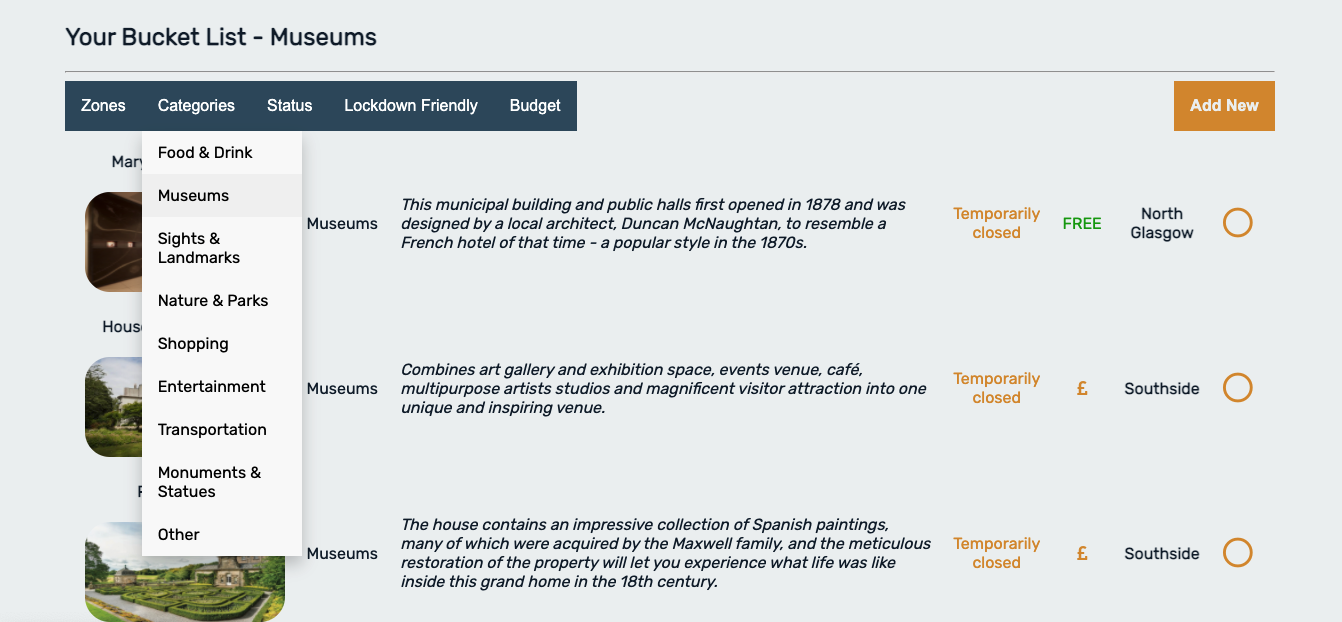 Your Bucket List - Museums
Zones
Categories
Status
Lockdown Friendly
Budget
Add New
Food & Drink
Museums
Sights &
Landmarks
Nature & Parks
Shopping
Entertainment
Transportation
Monuments &
Statues
Other
Museums
This municipal building and public halls first opened in 1878 and was
designed by a local architect, Duncan McNaughtan, to resemble a
French hotel of that time - a popular style in the 1870s.
Temporarily
closed
FREE
North
Glasgow
Museums
Combines art gallery and exhibition space, events venue, café,
multipurpose artists studios and magnificent visitor attraction into one
unique and inspiring venue.
Temporarily
closed
£
Southside
Museums
The house contains an impressive collection of Spanish paintings,
many of which were acquired by the Maxwell family, and the meticulous
restoration of the property will let you experience what life was like
inside this grand home in the 18th century.
Temporarily
closed
£
Southside